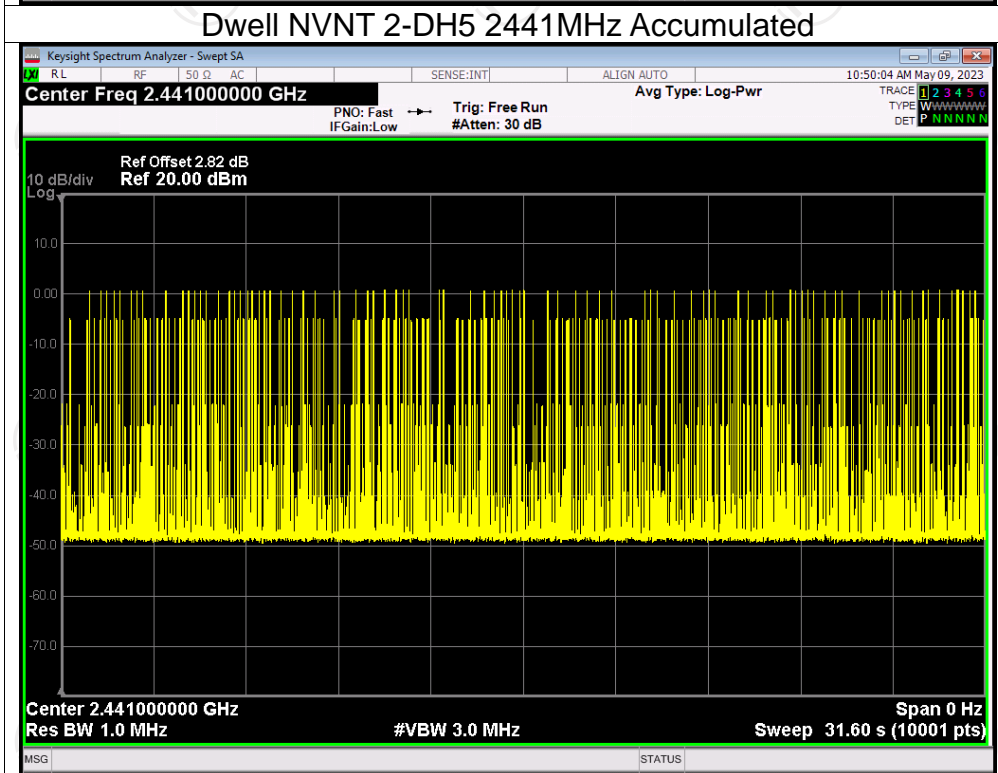 Dwell NVNT 2-DH5 2441MHz Accumulated
Keysight Spectrum Analyzer - Swept SA
LXI RL RF 50 Ω AC SENSE:INT ALIGN AUTO 10:50:04 AM May 09, 2023
Center Freq 2.441000000 GHz Avg Type: Log-Pwr TRACE 1 2 3 4 5 6
PNO: Fast Trig: Free Run TYPE WWWWWW
IFGain:Low #Atten: 30 dB DET P N N N N N
Ref Offset 2.82 dB
10 dB/div Ref 20.00 dBm
Log
10.0
0.00
-10.0
-20.0
-30.0
-40.0
-50.0
-60.0
-70.0
Center 2.441000000 GHz Span 0 Hz
Res BW 1.0 MHz #VBW 3.0 MHz Sweep 31.60 s (10001 pts)
MSG STATUS